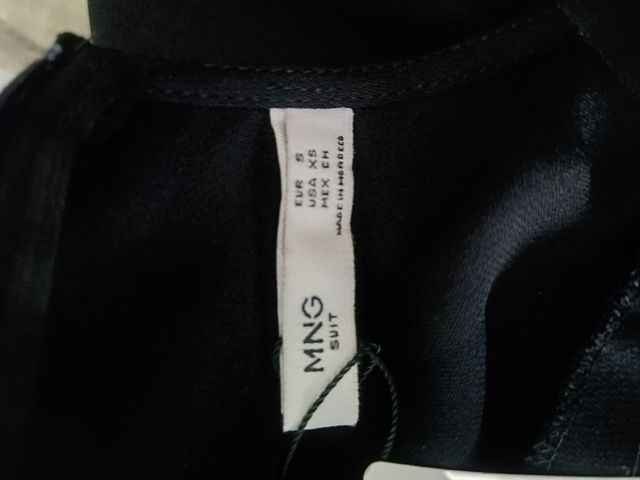 MNG
SUIT
EUR S
USA XS
MEX CH
MADE IN MOROCCO